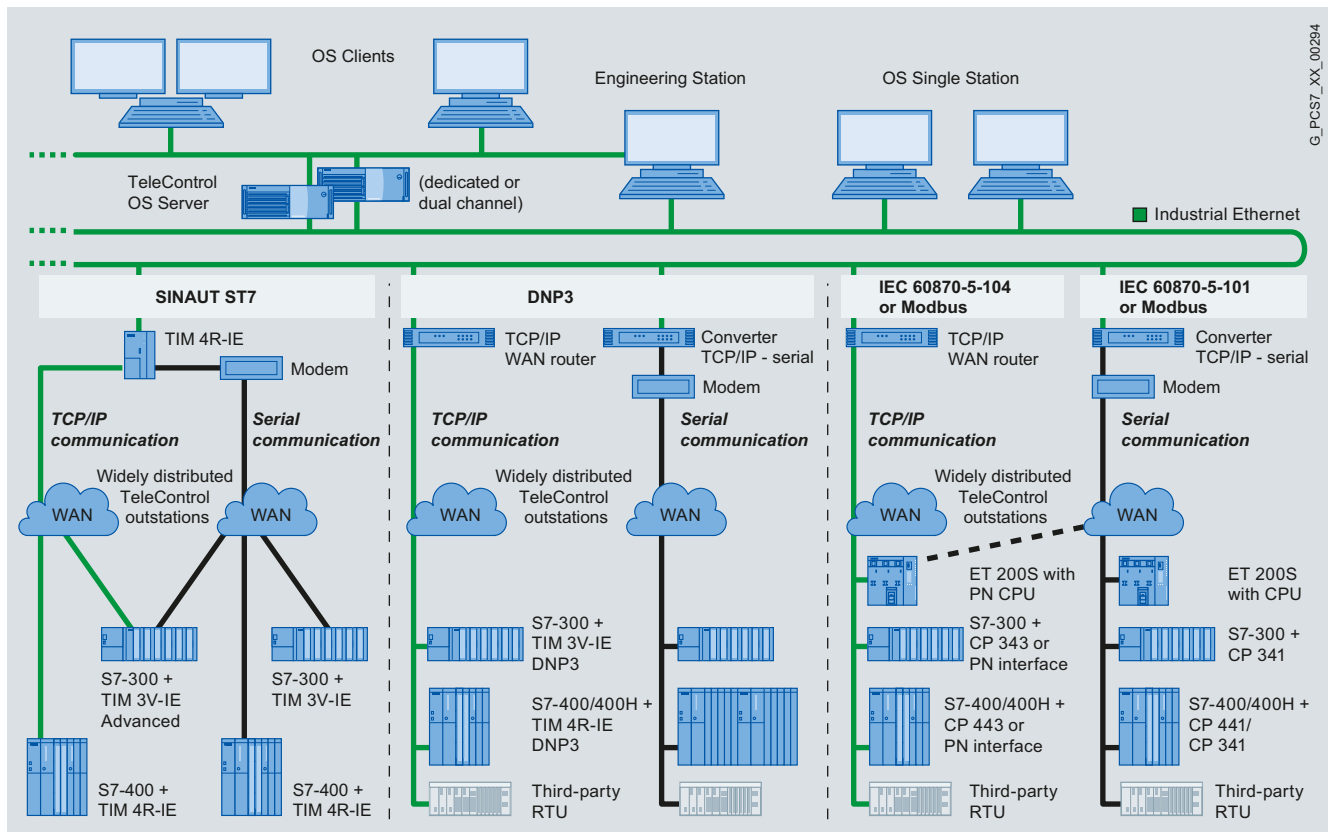 G_PCS7_XX_00294
OS Clients
Engineering Station
OS Single Station
TeleControl
OS Server
(dedicated or
dual channel)
Industrial Ethernet
SINAUT ST7
TIM 4R-IE
Modem
TCP/IP
communication
Serial
communication
Widely distributed
TeleControl
outstations
WAN
WAN
S7-300 +
TIM 3V-IE
Advanced
S7-300 +
TIM 3V-IE
S7-400 +
TIM 4R-IE
S7-400 +
TIM 4R-IE
DNP3
TCP/IP
WAN router
Converter
TCP/IP - serial
Modem
TCP/IP
communication
Serial
communication
Widely distributed
TeleControl
outstations
WAN
WAN
S7-300 +
TIM 3V-IE
DNP3
S7-400/400H +
TIM 4R-IE
DNP3
Third-party
RTU
IEC 60870-5-104
or Modbus
TCP/IP
WAN router
TCP/IP
communication
Widely distributed
TeleControl
outstations
WAN
ET 200S with
PN CPU
S7-300 +
CP 343 or
PN interface
S7-400/400H +
CP 443 or
PN interface
Third-party
RTU
IEC 60870-5-101
or Modbus
Converter
TCP/IP - serial
Modem
Serial
communication
WAN
ET 200S
with CPU
S7-300 +
CP 341
S7-400/400H +
CP 441/
CP 341
Third-party
RTU